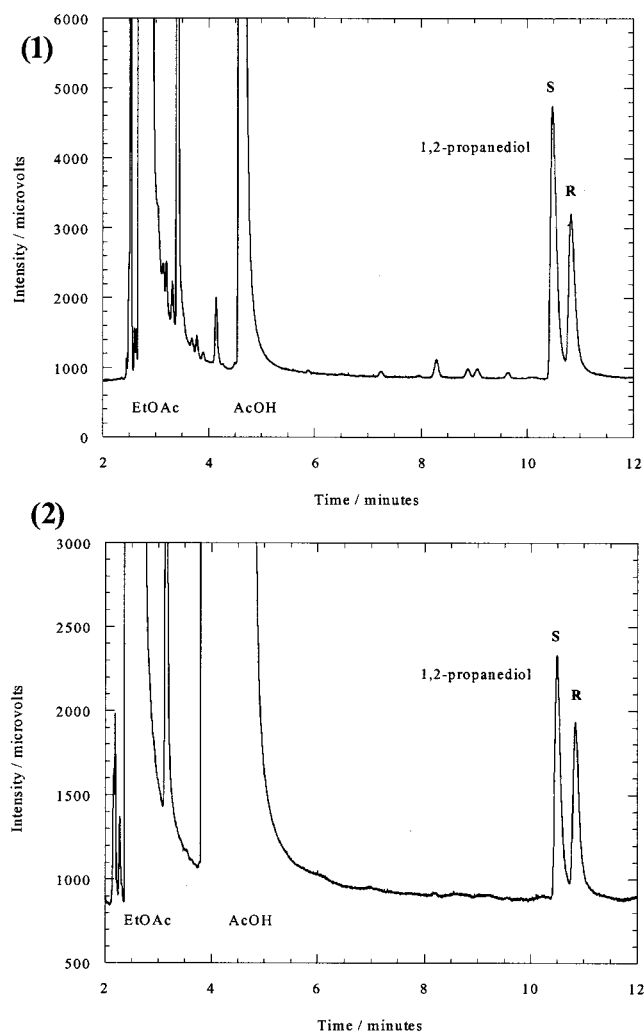 (1)
6000
5000
4000
3000
2000
1000
0
Intensity / microvolts
S
1,2-propanediol
R
EtOAc
AcOH
2
4
6
8
10
12
Time / minutes
(2)
3000
2500
2000
1500
1000
500
Intensity / microvolts
S
1,2-propanediol
R
EtOAc
AcOH
2
4
6
8
10
12
Time / minutes